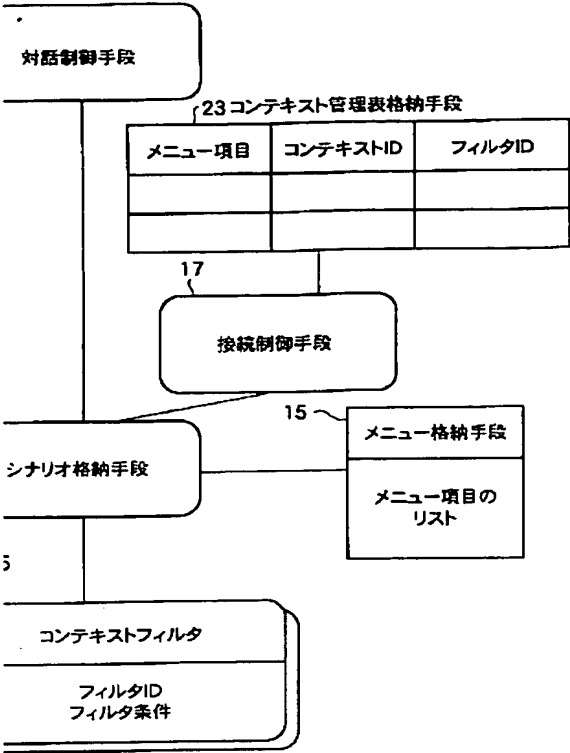 対話制御手段
23 コンテキスト管理表格納手段
メニュー項目 コンテキストID フィルタID
17
接続制御手段
15
メニュー格納手段
シナリオ格納手段
メニュー項目の
リスト
5
コンテキストフィルタ
フィルタID
フィルタ条件